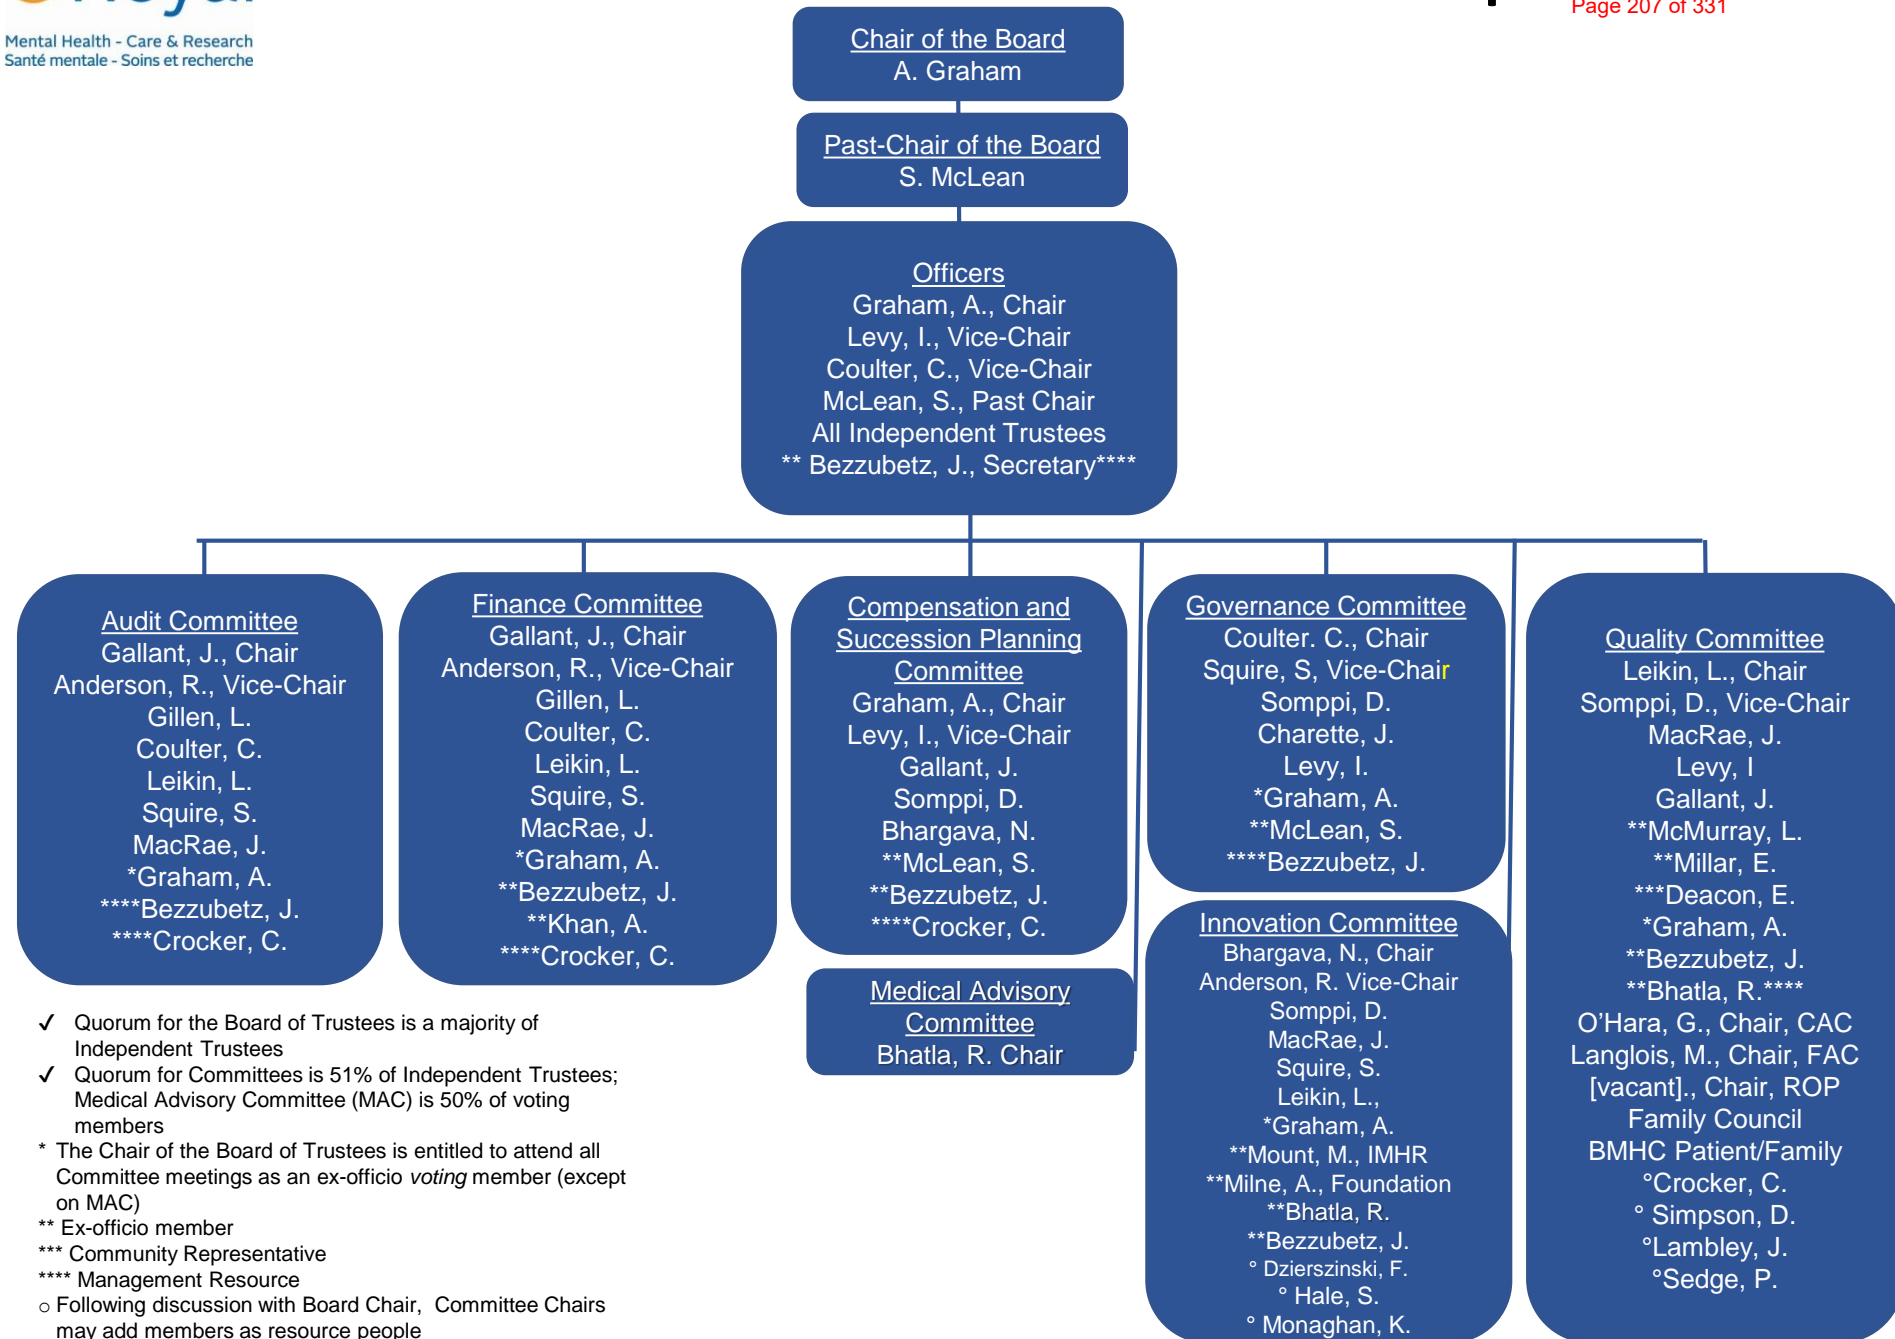 Royal
Mental Health - Care & Research
Santé mentale - Soins et recherche
Page 207 of 331
Chair of the Board
A. Graham
Past-Chair of the Board
S. McLean
Officers
Graham, A., Chair
Levy, I., Vice-Chair
Coulter, C., Vice-Chair
McLean, S., Past Chair
All Independent Trustees
** Bezzubetz, J., Secretary****
Audit Committee
Gallant, J., Chair
Anderson, R., Vice-Chair
Gillen, L.
Coulter, C.
Leikin, L.
Squire, S.
MacRae, J.
*Graham, A.
****Bezzubetz, J.
****Crocker, C.
Finance Committee
Gallant, J., Chair
Anderson, R., Vice-Chair
Gillen, L.
Coulter, C.
Leikin, L.
Squire, S.
MacRae, J.
*Graham, A.
**Bezzubetz, J.
**Khan, A.
****Crocker, C.
Compensation and
Succession Planning
Committee
Graham, A., Chair
Levy, I., Vice-Chair
Gallant, J.
Somppi, D.
Bhargava, N.
**McLean, S.
**Bezzubetz, J.
****Crocker, C.
Medical Advisory
Committee
Bhatla, R. Chair
Governance Committee
Coulter. C., Chair
Squire, S, Vice-Chair
Somppi, D.
Charette, J.
Levy, I.
*Graham, A.
**McLean, S.
****Bezzubetz, J.
Innovation Committee
Bhargava, N., Chair
Anderson, R. Vice-Chair
Somppi, D.
MacRae, J.
Squire, S.
Leikin, L.,
*Graham, A.
**Mount, M., IMHR
**Milne, A., Foundation
**Bhatla, R.
**Bezzubetz, J.
° Dzierszinski, F.
° Hale, S.
° Monaghan, K.
Quality Committee
Leikin, L., Chair
Somppi, D., Vice-Chair
MacRae, J.
Levy, I
Gallant, J.
**McMurray, L.
**Millar, E.
***Deacon, E.
*Graham, A.
**Bezzubetz, J.
**Bhatla, R.****
O'Hara, G., Chair, CAC
Langlois, M., Chair, FAC
[vacant]., Chair, ROP
Family Council
BMHC Patient/Family
°Crocker, C.
° Simpson, D.
°Lambley, J.
°Sedge, P.
✓ Quorum for the Board of Trustees is a majority of
Independent Trustees
✓ Quorum for Committees is 51% of Independent Trustees;
Medical Advisory Committee (MAC) is 50% of voting
members
* The Chair of the Board of Trustees is entitled to attend all
Committee meetings as an ex-officio voting member (except
on MAC)
** Ex-officio member
*** Community Representative
**** Management Resource
○ Following discussion with Board Chair, Committee Chairs
may add members as resource people